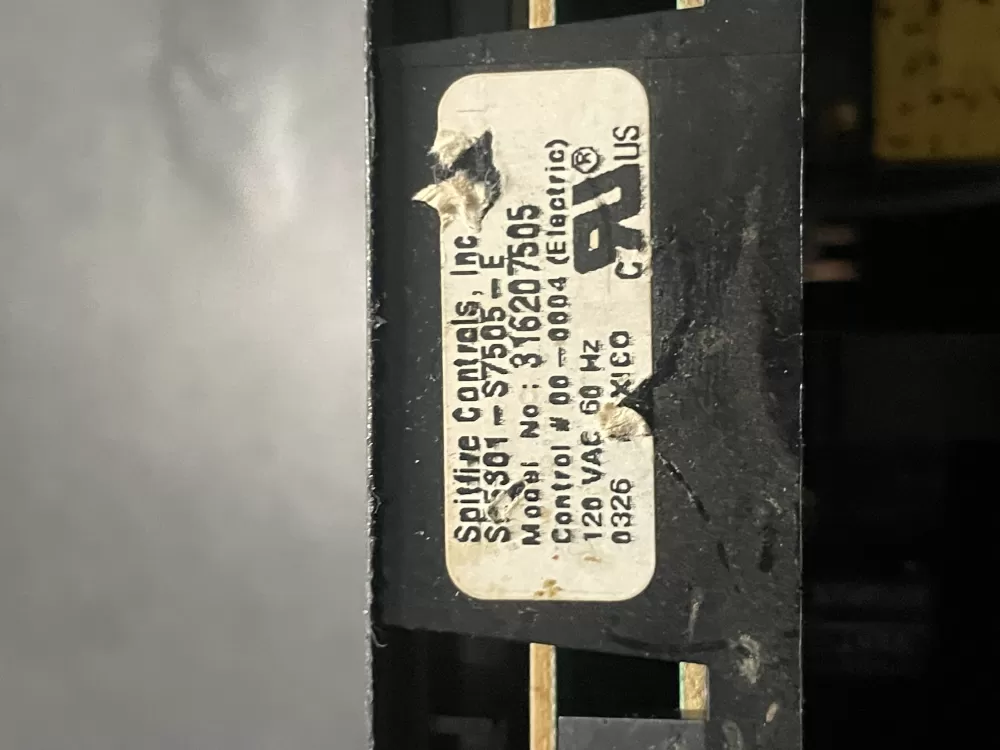 Spitfire Controls, Inc
S7505-E
Model No: 316207505
Control # 00-0004 (Electric)
120 VAC 60 Hz
0326
C US ®